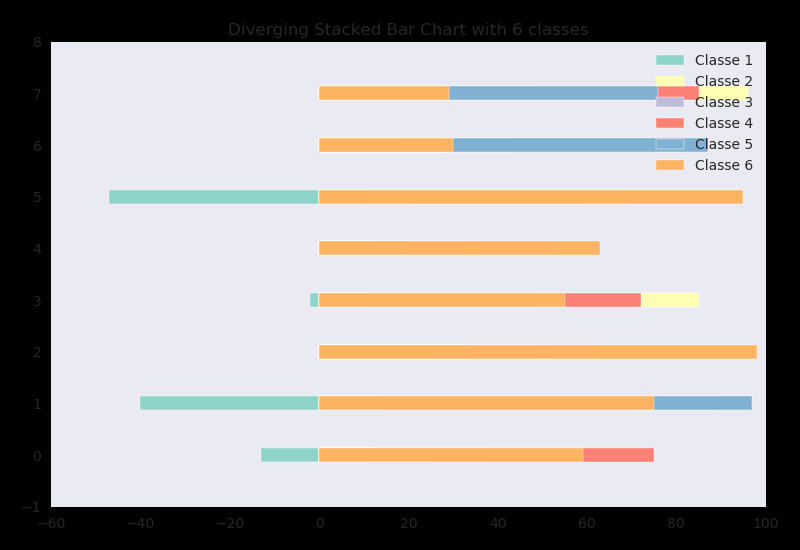 Diverging Stacked Bar Chart with 6 classes
8
7
6
5
4
3
2
1
0
−1
−60
−40
−20
0
20
40
60
80
100
Classe 1
Classe 2
Classe 3
Classe 4
Classe 5
Classe 6